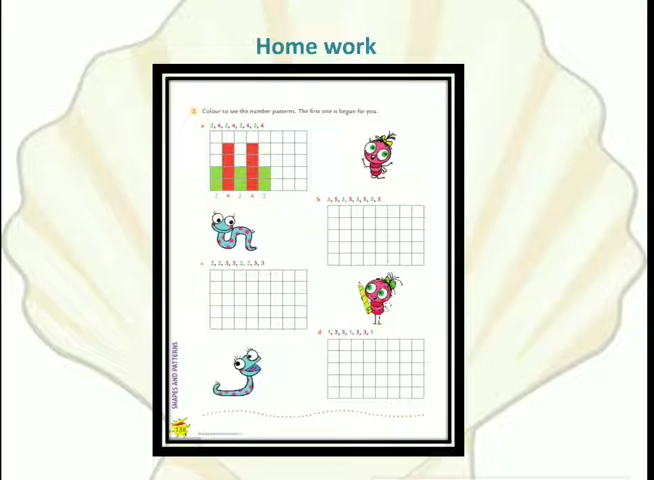 Home work
2. Colour to see the number patterns. The first one is begun for you.
a 2, 4, 2, 4, 2, 4, 2, 4
2 4 2 4 2
b 3, 5, 3, 5, 3, 5, 3, 5
c 2, 2, 3, 3, 2, 2, 3, 3
d 1, 3, 3, 1, 3, 3, 1
SHAPES AND PATTERNS